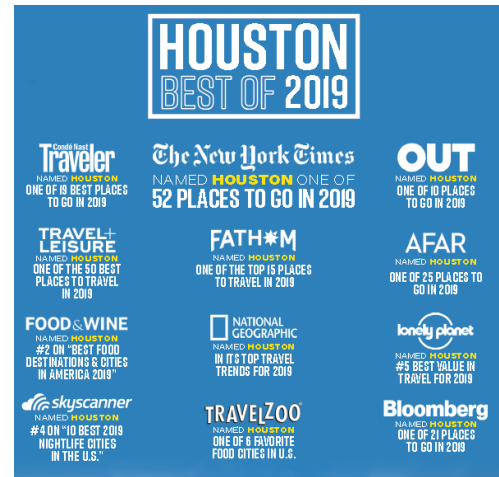 HOUSTON
BEST OF 2019
Condé Nast
Traveler
NAMED HOUSTON
ONE OF 19 BEST PLACES
TO GO IN 2019
The New York Times
NAMED HOUSTON ONE OF
52 PLACES TO GO IN 2019
OUT
NAMED HOUSTON
ONE OF 10 PLACES
TO GO IN 2019
TRAVEL+
LEISURE
NAMED HOUSTON
ONE OF THE 50 BEST
PLACES TO TRAVEL
IN 2019
FATH*M
NAMED HOUSTON
ONE OF THE TOP 15 PLACES
TO TRAVEL IN 2019
AFAR
NAMED HOUSTON
ONE OF 25 PLACES TO
GO IN 2019
FOOD&WINE
NAMED HOUSTON
#2 ON "BEST FOOD
DESTINATIONS & CITIES
IN AMERICA 2019"
NATIONAL
GEOGRAPHIC
NAMED HOUSTON
IN ITS TOP TRAVEL
TRENDS FOR 2019
lonely planet
NAMED HOUSTON
#5 BEST VALUE IN
TRAVEL FOR 2019
skyscanner
NAMED HOUSTON
#4 ON "10 BEST 2019
NIGHTLIFE CITIES
IN THE U.S."
TRAVELZOO®
NAMED HOUSTON
ONE OF 6 FAVORITE
FOOD CITIES IN U.S.
Bloomberg
NAMED HOUSTON
ONE OF 21 PLACES
TO GO IN 2019